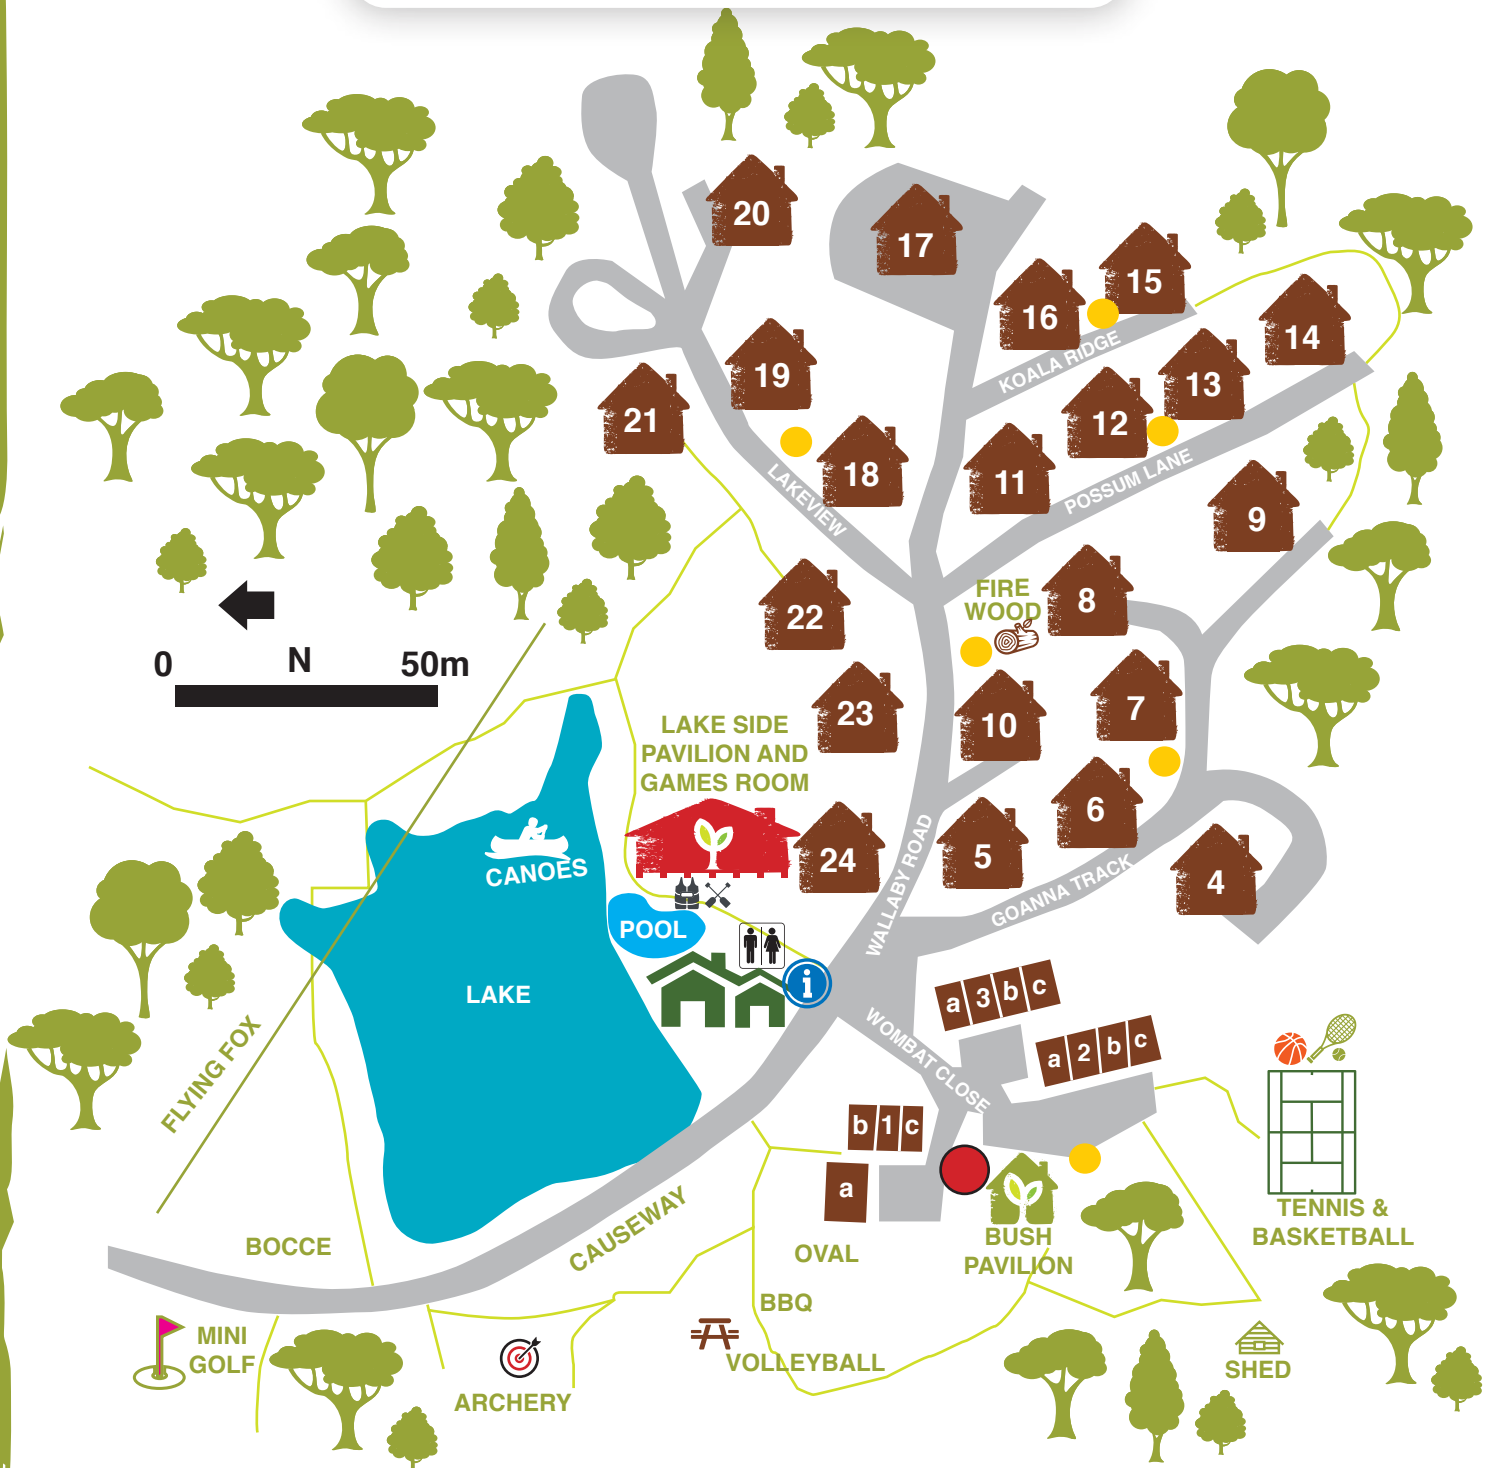 20
17
15
16
14
19
13
KOALA RIDGE
21
12
18
11
POSSUM LANE
LAKEVIEW
9
FIRE
WOOD
8
22
0
N
50m
23
7
10
LAKE SIDE
PAVILION AND
GAMES ROOM
6
24
5
WALLABY ROAD
CANOES
4
GOANNA TRACK
POOL
i
LAKE
a 3 b c
WOMBAT CLOSE
a 2 b c
FLYING FOX
b 1 c
a
CAUSEWAY
TENNIS &
BASKETBALL
BOCCE
OVAL
BUSH
PAVILION
BBQ
MINI
GOLF
VOLLEYBALL
SHED
ARCHERY